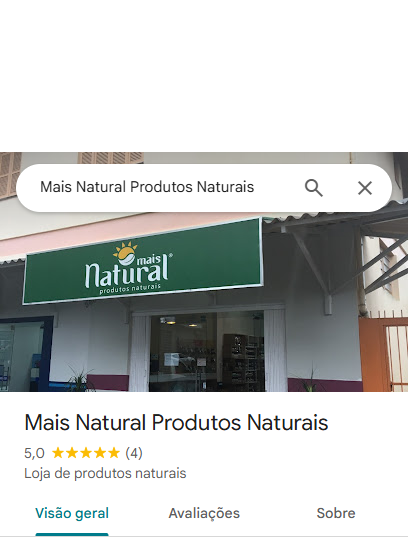 Mais Natural Produtos Naturais
mais
Natural®
produtos naturais
Mais Natural Produtos Naturais
5,0 (4)
Loja de produtos naturais
Visão geral Avaliações Sobre